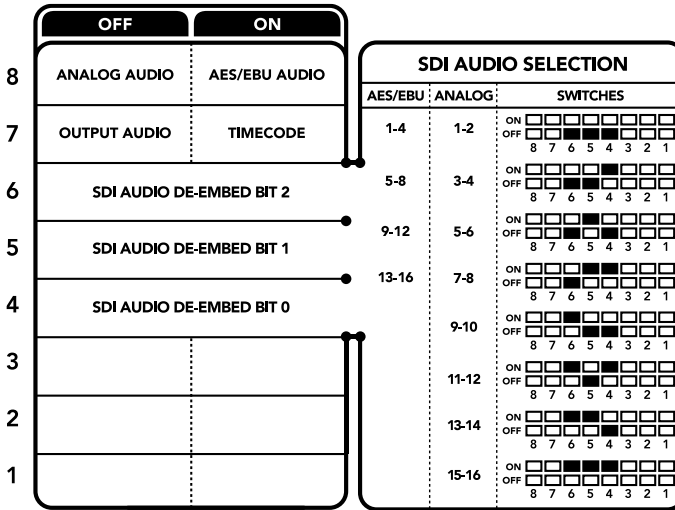 OFF ON
8 ANALOG AUDIO AES/EBU AUDIO
7 OUTPUT AUDIO TIMECODE
6 SDI AUDIO DE-EMBED BIT 2
5 SDI AUDIO DE-EMBED BIT 1
4 SDI AUDIO DE-EMBED BIT 0
3
2
1
SDI AUDIO SELECTION
AES/EBU ANALOG SWITCHES
1-4 1-2
ON
OFF
8 7 6 5 4 3 2 1
5-8 3-4
ON
OFF
8 7 6 5 4 3 2 1
9-12 5-6
ON
OFF
8 7 6 5 4 3 2 1
13-16 7-8
ON
OFF
8 7 6 5 4 3 2 1
9-10
ON
OFF
8 7 6 5 4 3 2 1
11-12
ON
OFF
8 7 6 5 4 3 2 1
13-14
ON
OFF
8 7 6 5 4 3 2 1
15-16
ON
OFF
8 7 6 5 4 3 2 1